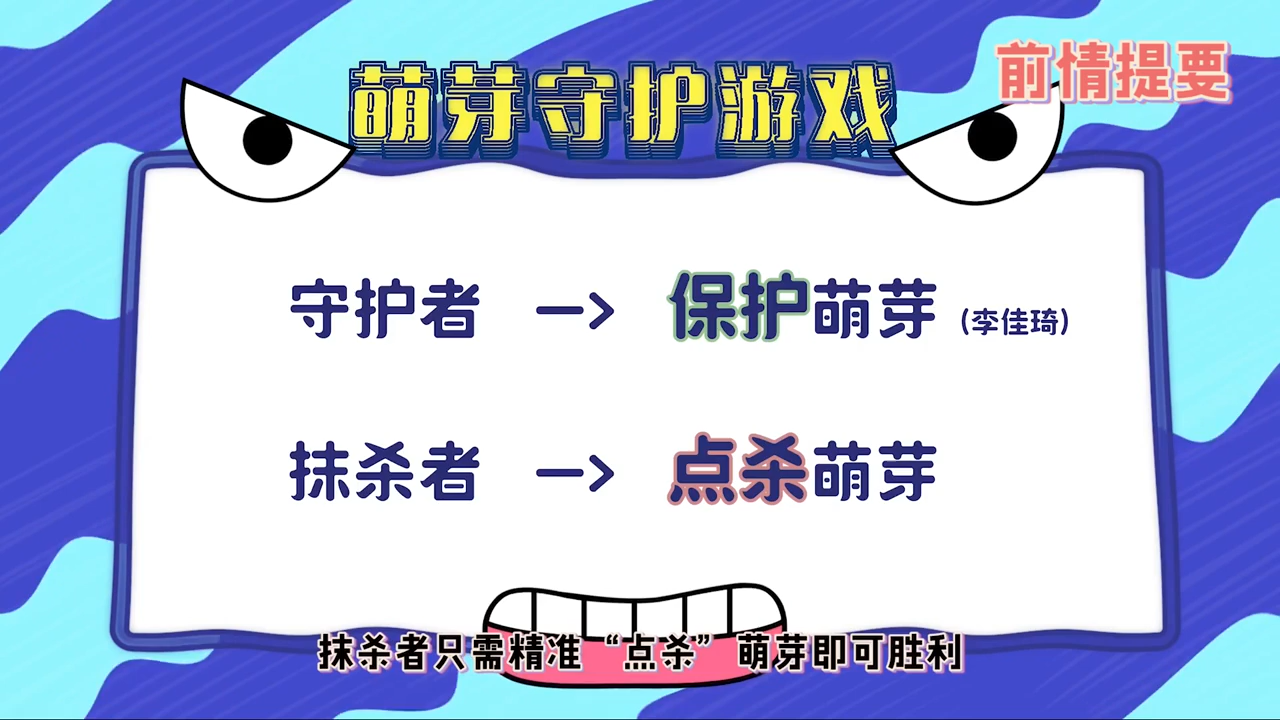 前情提要
萌芽守护游戏
守护者 —> 保护萌芽 (李佳琦)
抹杀者 —> 点杀萌芽
抹杀者只需精准“点杀”萌芽即可胜利